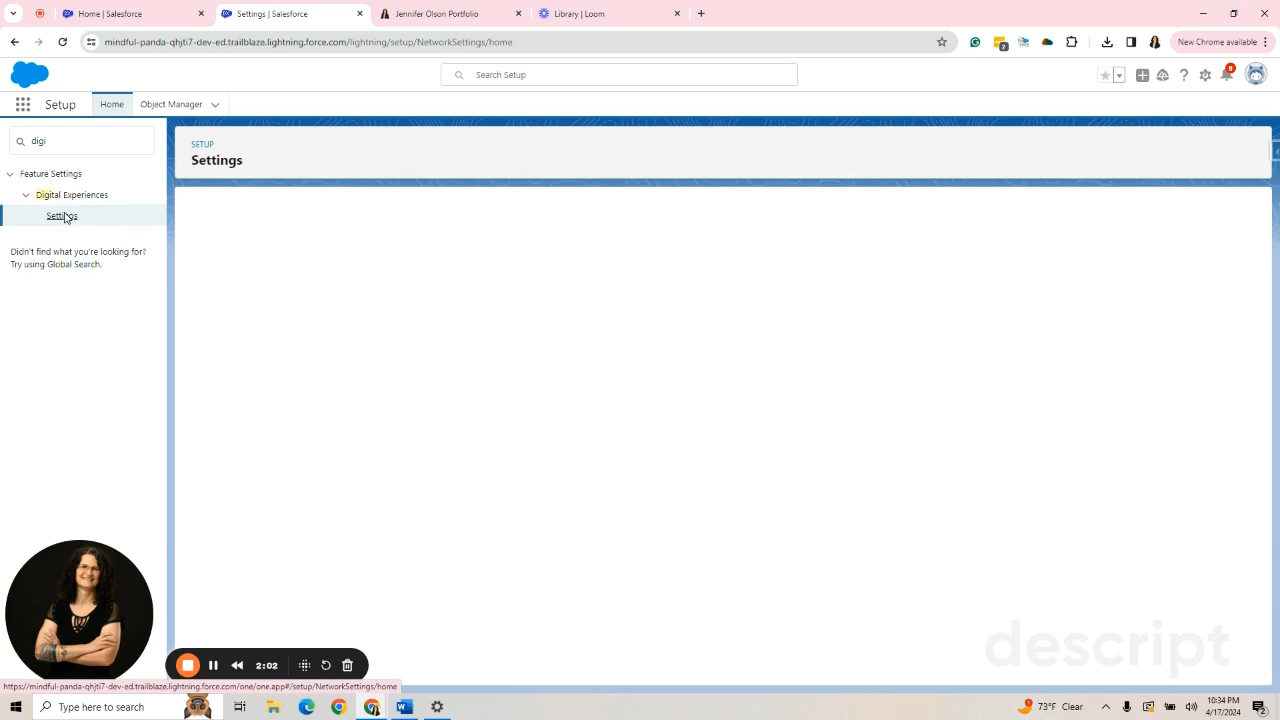 Home | Salesforce
Settings | Salesforce
Jennifer Olson Portfolio
Library | Loom
mindful-panda-qhjti7-dev-ed.trailblaze.lightning.force.com/lightning/setup/NetworkSettings/home
2
New Chrome available
Search Setup
8
Setup
Home
Object Manager
digi
SETUP
Settings
Feature Settings
Digital Experiences
Settings
Didn't find what you're looking for?
Try using Global Search.
descript
2:02
https://mindful-panda-qhjti7-dev-ed.trailblaze.lightning.force.com/one/one.app#/setup/NetworkSettings/home
Type here to search
73°F Clear
10:34 PM
4/17/2024
2